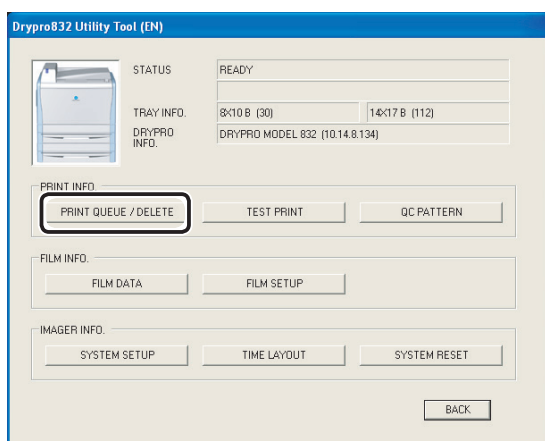 Drypro832 Utility Tool (EN)
STATUS READY
TRAY INFO. 8X10 B (30) 14X17 B (112)
DRYPRO INFO. DRYPRO MODEL 832 (10.14.8.134)
PRINT INFO
PRINT QUEUE / DELETE TEST PRINT QC PATTERN
FILM INFO.
FILM DATA FILM SETUP
IMAGER INFO.
SYSTEM SETUP TIME LAYOUT SYSTEM RESET
BACK